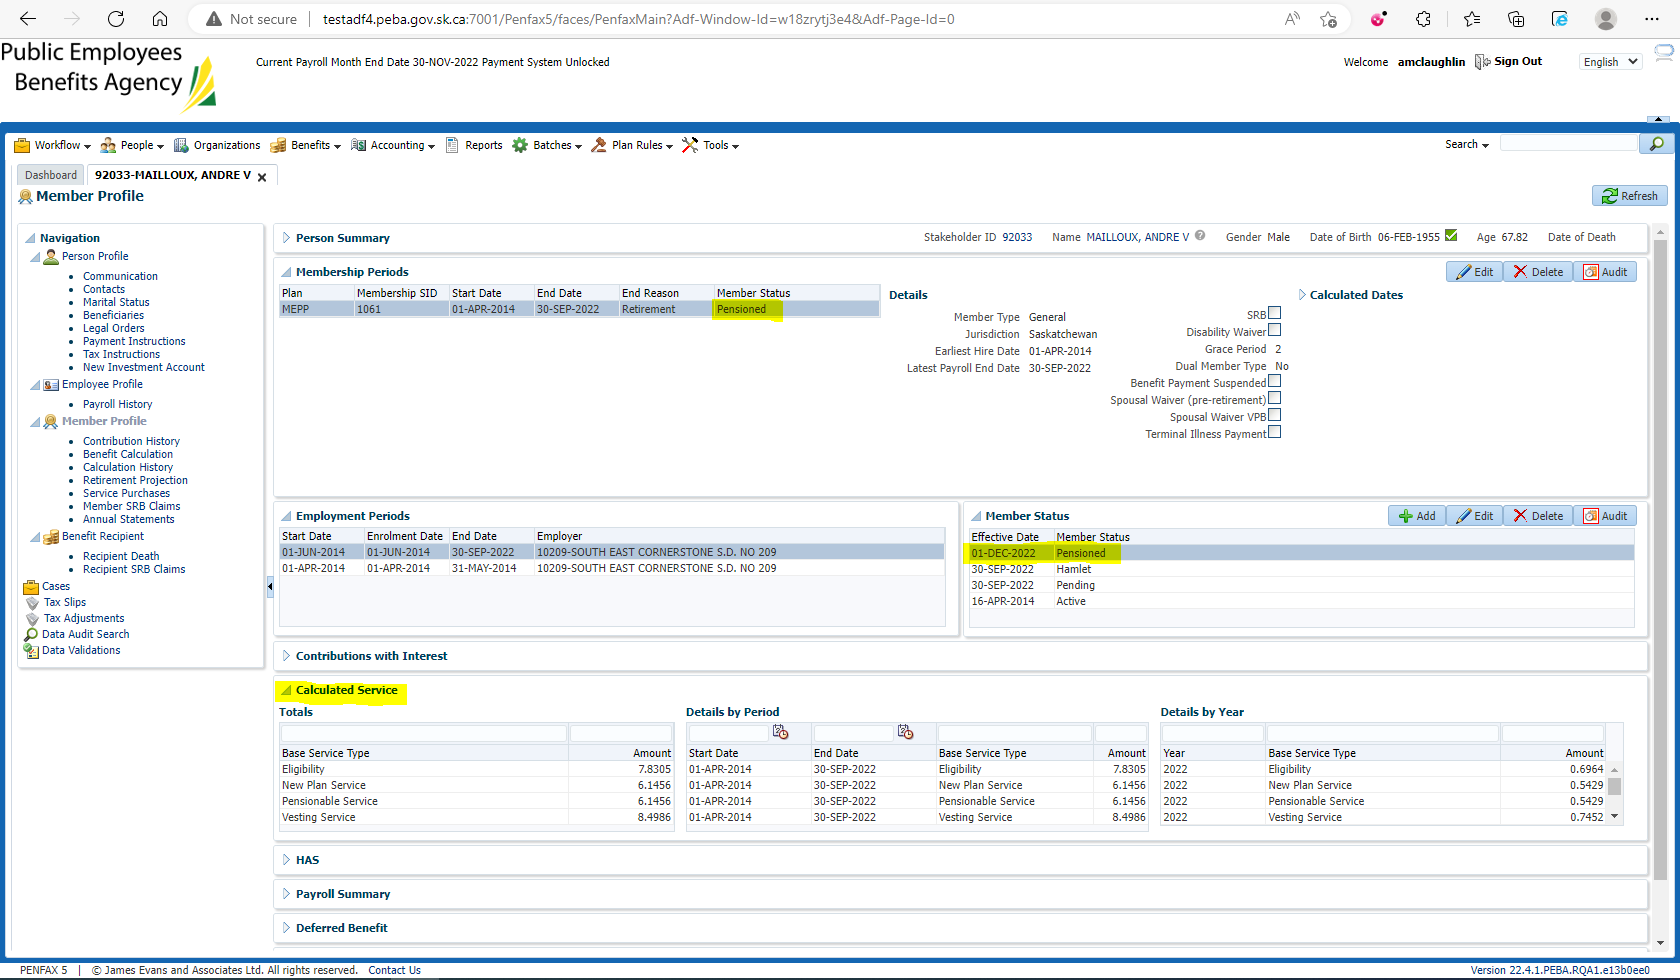 Not secure
testadf4.peba.gov.sk.ca:7001/Penfax5/faces/PenfaxMain?Adf-Window-Id=w18zrytj3e4&Adf-Page-Id=0
Public Employees
Benefits Agency
Current Payroll Month End Date 30-NOV-2022 Payment System Unlocked
Welcome amclaughlin Sign Out English
Workflow People Organizations Benefits Accounting Reports Batches Plan Rules Tools Search
Dashboard 92033-MAILLOUX, ANDRE V
Member Profile
Refresh
Navigation
Person Profile
Communication
Contacts
Marital Status
Beneficiaries
Legal Orders
Payment Instructions
Tax Instructions
New Investment Account
Employee Profile
Payroll History
Member Profile
Contribution History
Benefit Calculation
Calculation History
Retirement Projection
Service Purchases
Member SRB Claims
Annual Statements
Benefit Recipient
Recipient Death
Recipient SRB Claims
Cases
Tax Slips
Tax Adjustments
Data Audit Search
Data Validations
Person Summary
Stakeholder ID 92033 Name MAILLOUX, ANDRE V Gender Male Date of Birth 06-FEB-1955 Age 67.82 Date of Death
Membership Periods
Edit Delete Audit
Plan Membership SID Start Date End Date End Reason Member Status
MEPP 1061 01-APR-2014 30-SEP-2022 Retirement Pensioned
Details
Member Type General
Jurisdiction Saskatchewan
Earliest Hire Date 01-APR-2014
Latest Payroll End Date 30-SEP-2022
SRB
Disability Waiver
Grace Period 2
Dual Member Type No
Benefit Payment Suspended
Spousal Waiver (pre-retirement)
Spousal Waiver VPB
Terminal Illness Payment
Calculated Dates
Employment Periods
Start Date Enrolment Date End Date Employer
01-JUN-2014 01-JUN-2014 30-SEP-2022 10209-SOUTH EAST CORNERSTONE S.D. NO 209
01-APR-2014 01-APR-2014 31-MAY-2014 10209-SOUTH EAST CORNERSTONE S.D. NO 209
Member Status
Add Edit Delete Audit
Effective Date Member Status
01-DEC-2022 Pensioned
30-SEP-2022 Hamlet
30-SEP-2022 Pending
16-APR-2014 Active
Contributions with Interest
Calculated Service
Totals
Base Service Type Amount
Eligibility 7.8305
New Plan Service 6.1456
Pensionable Service 6.1456
Vesting Service 8.4986
Details by Period
Start Date End Date Base Service Type Amount
01-APR-2014 30-SEP-2022 Eligibility 7.8305
01-APR-2014 30-SEP-2022 New Plan Service 6.1456
01-APR-2014 30-SEP-2022 Pensionable Service 6.1456
01-APR-2014 30-SEP-2022 Vesting Service 8.4986
Details by Year
Year Base Service Type Amount
2022 Eligibility 0.6964
2022 New Plan Service 0.5429
2022 Pensionable Service 0.5429
2022 Vesting Service 0.7452
HAS
Payroll Summary
Deferred Benefit
PENFAX 5 | © James Evans and Associates Ltd. All rights reserved. Contact Us
Version 22.4.1.PEBA.RQA1.e13b0ee0